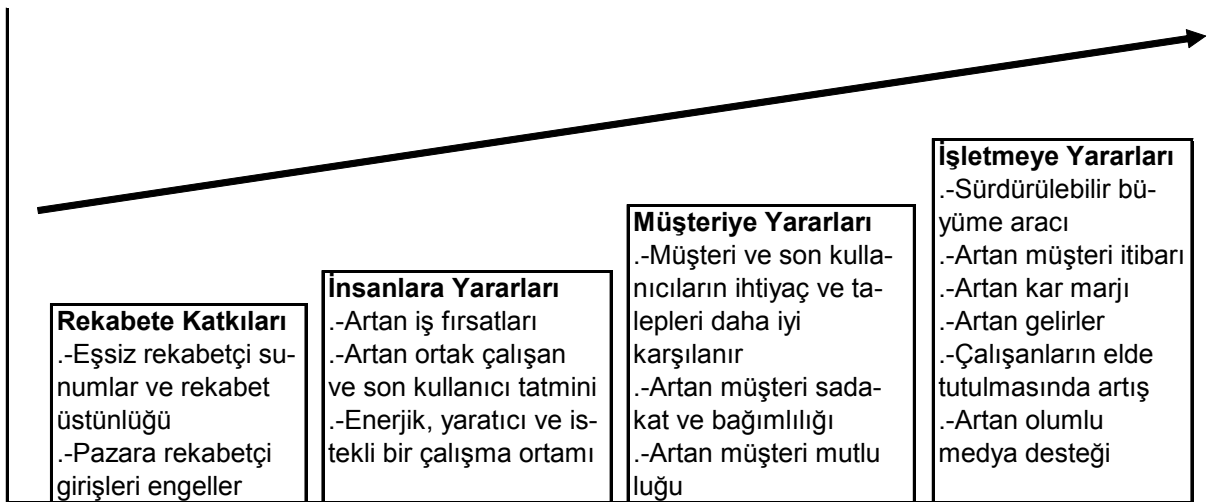 Rekabete Katkıları
.-Eşsiz rekabetçi su-
numlar ve rekabet
üstünlüğü
.-Pazara rekabetçi
girişleri engeller
İnsanlara Yararları
.-Artan iş fırsatları
.-Artan ortak çalışan
ve son kullanıcı tatmini
.-Enerjik, yaratıcı ve is-
tekli bir çalışma ortamı
Müşteriye Yararları
.-Müşteri ve son kulla-
nıcıların ihtiyaç ve ta-
lepleri daha iyi
karşılanır
.-Artan müşteri sada-
kat ve bağımlılığı
.-Artan müşteri mutlu
luğu
İşletmeye Yararları
.-Sürdürülebilir bü-
yüme aracı
.-Artan müşteri itibarı
.-Artan kar marjı
.-Artan gelirler
.-Çalışanların elde
tutulmasında artış
.-Artan olumlu
medya desteği